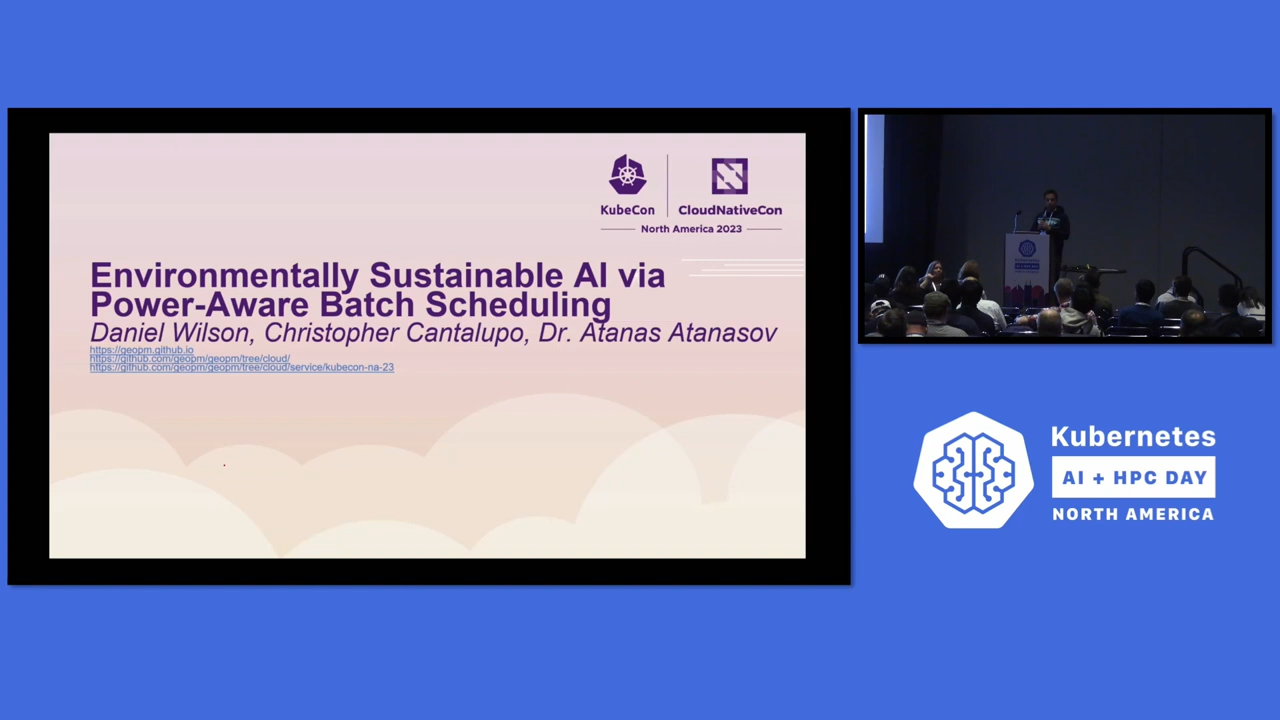 KubeCon
CloudNativeCon
North America 2023
Environmentally Sustainable AI via
Power-Aware Batch Scheduling
Daniel Wilson, Christopher Cantalupo, Dr. Atanas Atanasov
https://geopm.github.io
https://github.com/geopm/geopm/tree/cloud/
https://github.com/geopm/geopm/tree/cloud/service/kubecon-na-23
Kubernetes
AI + HPC DAY
NORTH AMERICA